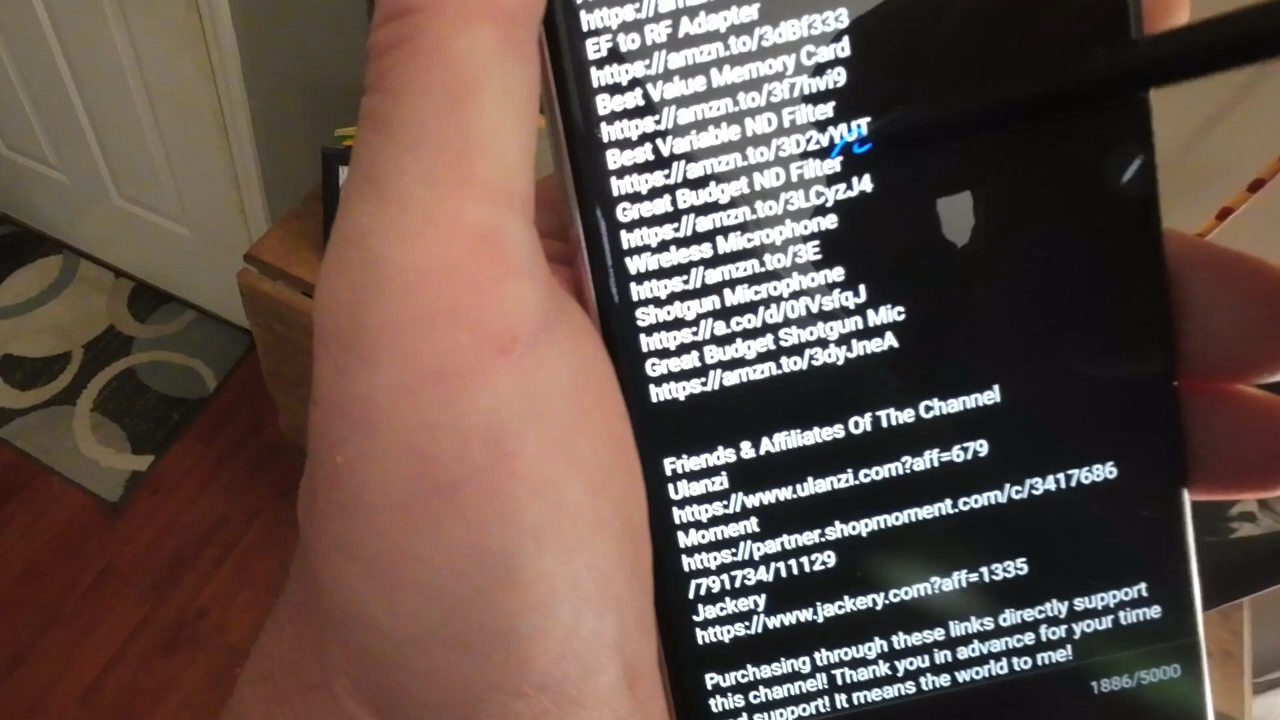 https://amzn.to/
EF to RF Adapter
https://amzn.to/3dBf333
Best Value Memory Card
https://amzn.to/3f7hvi9
Best Variable ND Filter
https://amzn.to/3D2vYUT
Great Budget ND Filter
https://amzn.to/3LCyzJ4
Wireless Microphone
https://amzn.to/3E
Shotgun Microphone
https://a.co/d/0fVsfqJ
Great Budget Shotgun Mic
https://amzn.to/3dyJneA
Friends & Affiliates Of The Channel
Ulanzi
https://www.ulanzi.com?aff=679
Moment
https://partner.shopmoment.com/c/3417686
/791734/11129
Jackery
https://www.jackery.com?aff=1335
Purchasing through these links directly support
this channel! Thank you in advance for your time
and support! It means the world to me!
1886/5000